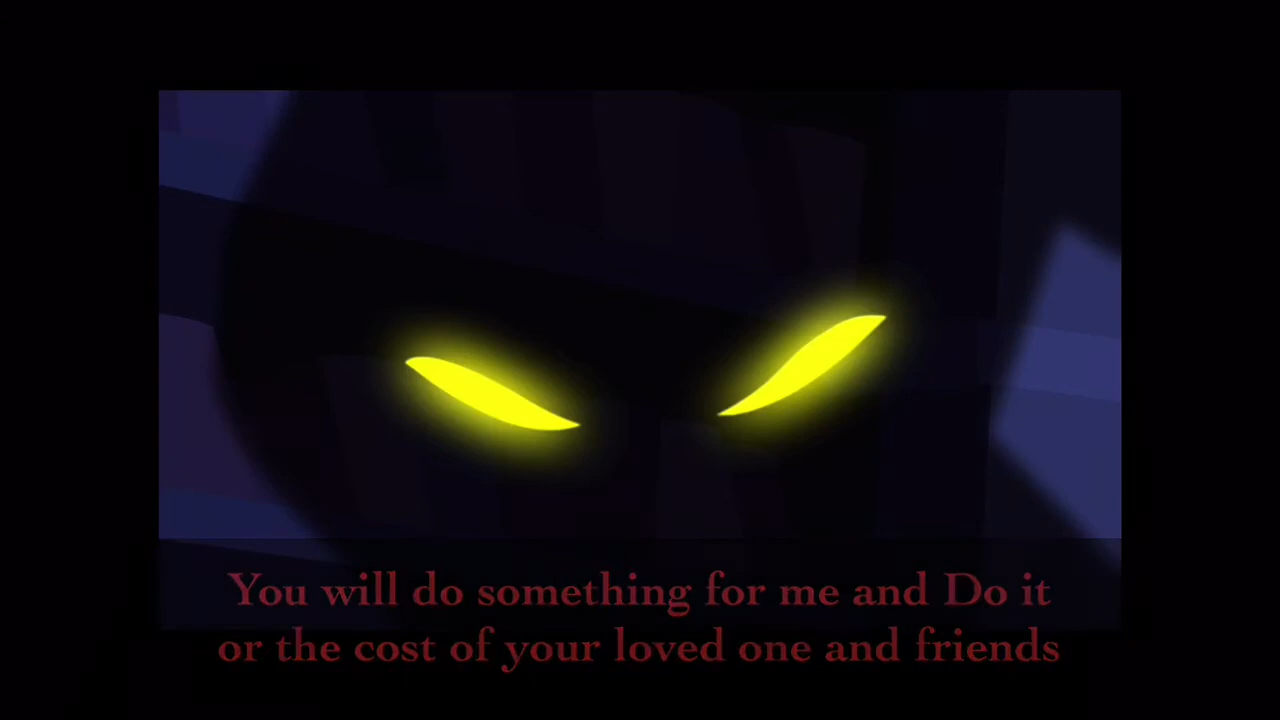 You will do something for me and Do it
or the cost of your loved one and friends